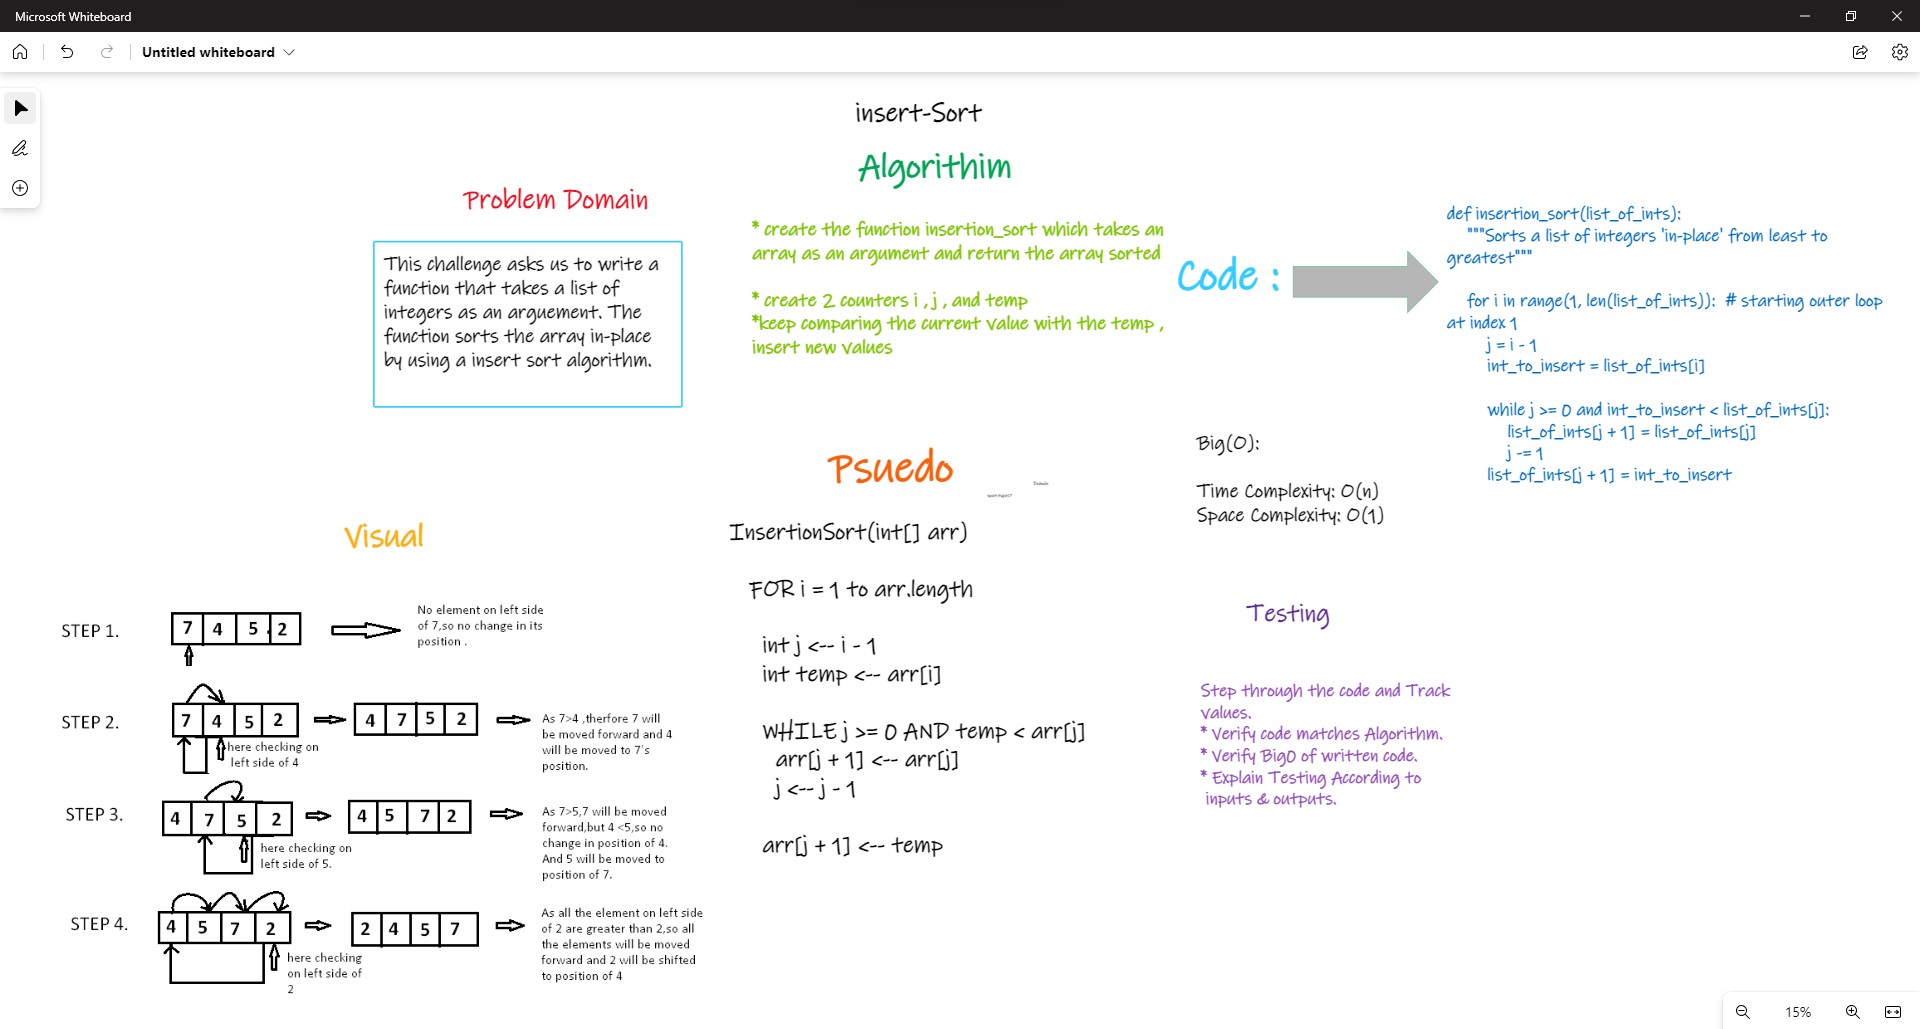 Microsoft Whiteboard
Untitled whiteboard
insert-Sort
Algorithim
Problem Domain
This challenge asks us to write a
function that takes a list of
integers as an arguement. The
function sorts the array in-place
by using a insert sort algorithm.
* create the function insertion_sort which takes an
array as an argument and return the array sorted
* create 2 counters i , j , and temp
*keep comparing the current value with the temp ,
insert new values
Code :
def insertion_sort(list_of_ints):
"""Sorts a list of integers 'in-place' from least to
greatest"""
for i in range(1, len(list_of_ints)): # starting outer loop
at index 1
j = i - 1
int_to_insert = list_of_ints[i]
while j >= 0 and int_to_insert < list_of_ints[j]:
list_of_ints[j + 1] = list_of_ints[j]
j -= 1
list_of_ints[j + 1] = int_to_insert
Big(O):
Time Complexity: O(n)
Space Complexity: O(1)
Psuedo
InsertionSort(int[] arr)
FOR i = 1 to arr.length
int j <-- i - 1
int temp <-- arr[i]
WHILE j >= 0 AND temp < arr[j]
arr[j + 1] <-- arr[j]
j <-- j - 1
arr[j + 1] <-- temp
Visual
STEP 1.
7 4 5 2
No element on left side
of 7,so no change in its
position .
STEP 2.
7 4 5 2
4 7 5 2
here checking on
left side of 4
As 7>4 ,therfore 7 will
be moved forward and 4
will be moved to 7's
position.
STEP 3.
4 7 5 2
4 5 7 2
here checking on
left side of 5.
As 7>5,7 will be moved
forward,but 4 <5,so no
change in position of 4.
And 5 will be moved to
position of 7.
STEP 4.
4 5 7 2
2 4 5 7
here checking
on left side of
2
As all the element on left side
of 2 are greater than 2,so all
the elements will be moved
forward and 2 will be shifted
to position of 4
Testing
Step through the code and Track
values.
* Verify code matches Algorithm.
* Verify BigO of written code.
* Explain Testing According to
inputs & outputs.
15%